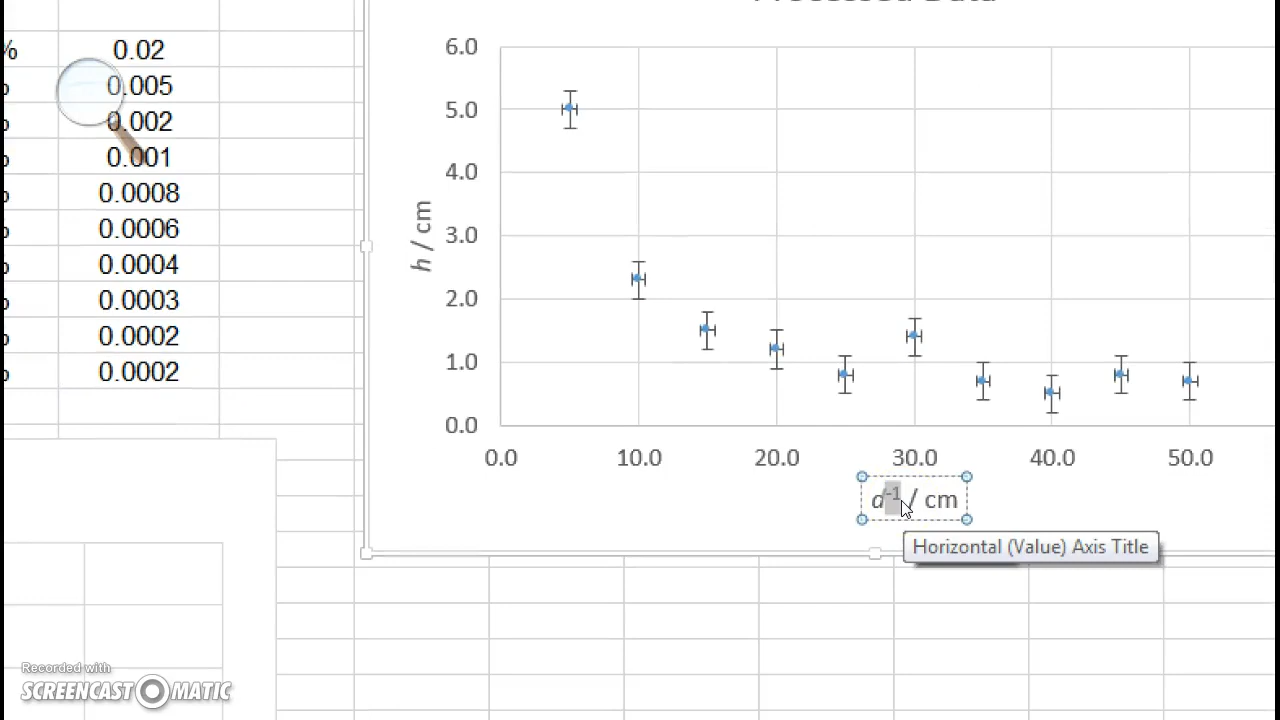 Processed Data
% 0.02
0.005
0.002
0.001
0.0008
0.0006
0.0004
0.0003
0.0002
0.0002
6.0
5.0
4.0
3.0
2.0
1.0
0.0
h / cm
0.0 10.0 20.0 30.0 40.0 50.0
d-1 / cm
Horizontal (Value) Axis Title
Recorded with
SCREENCAST MATIC